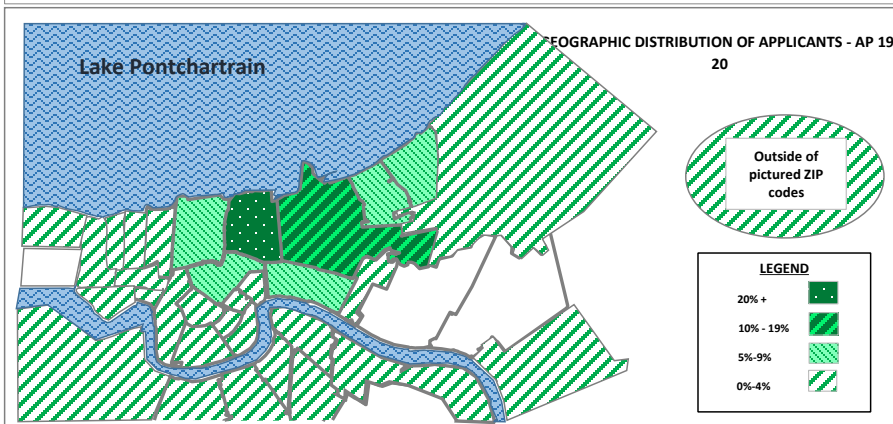 Lake Pontchartrain
GEOGRAPHIC DISTRIBUTION OF APPLICANTS - AP 19
20
Outside of
pictured ZIP
codes
LEGEND
20% +
10% - 19%
5%-9%
0%-4%